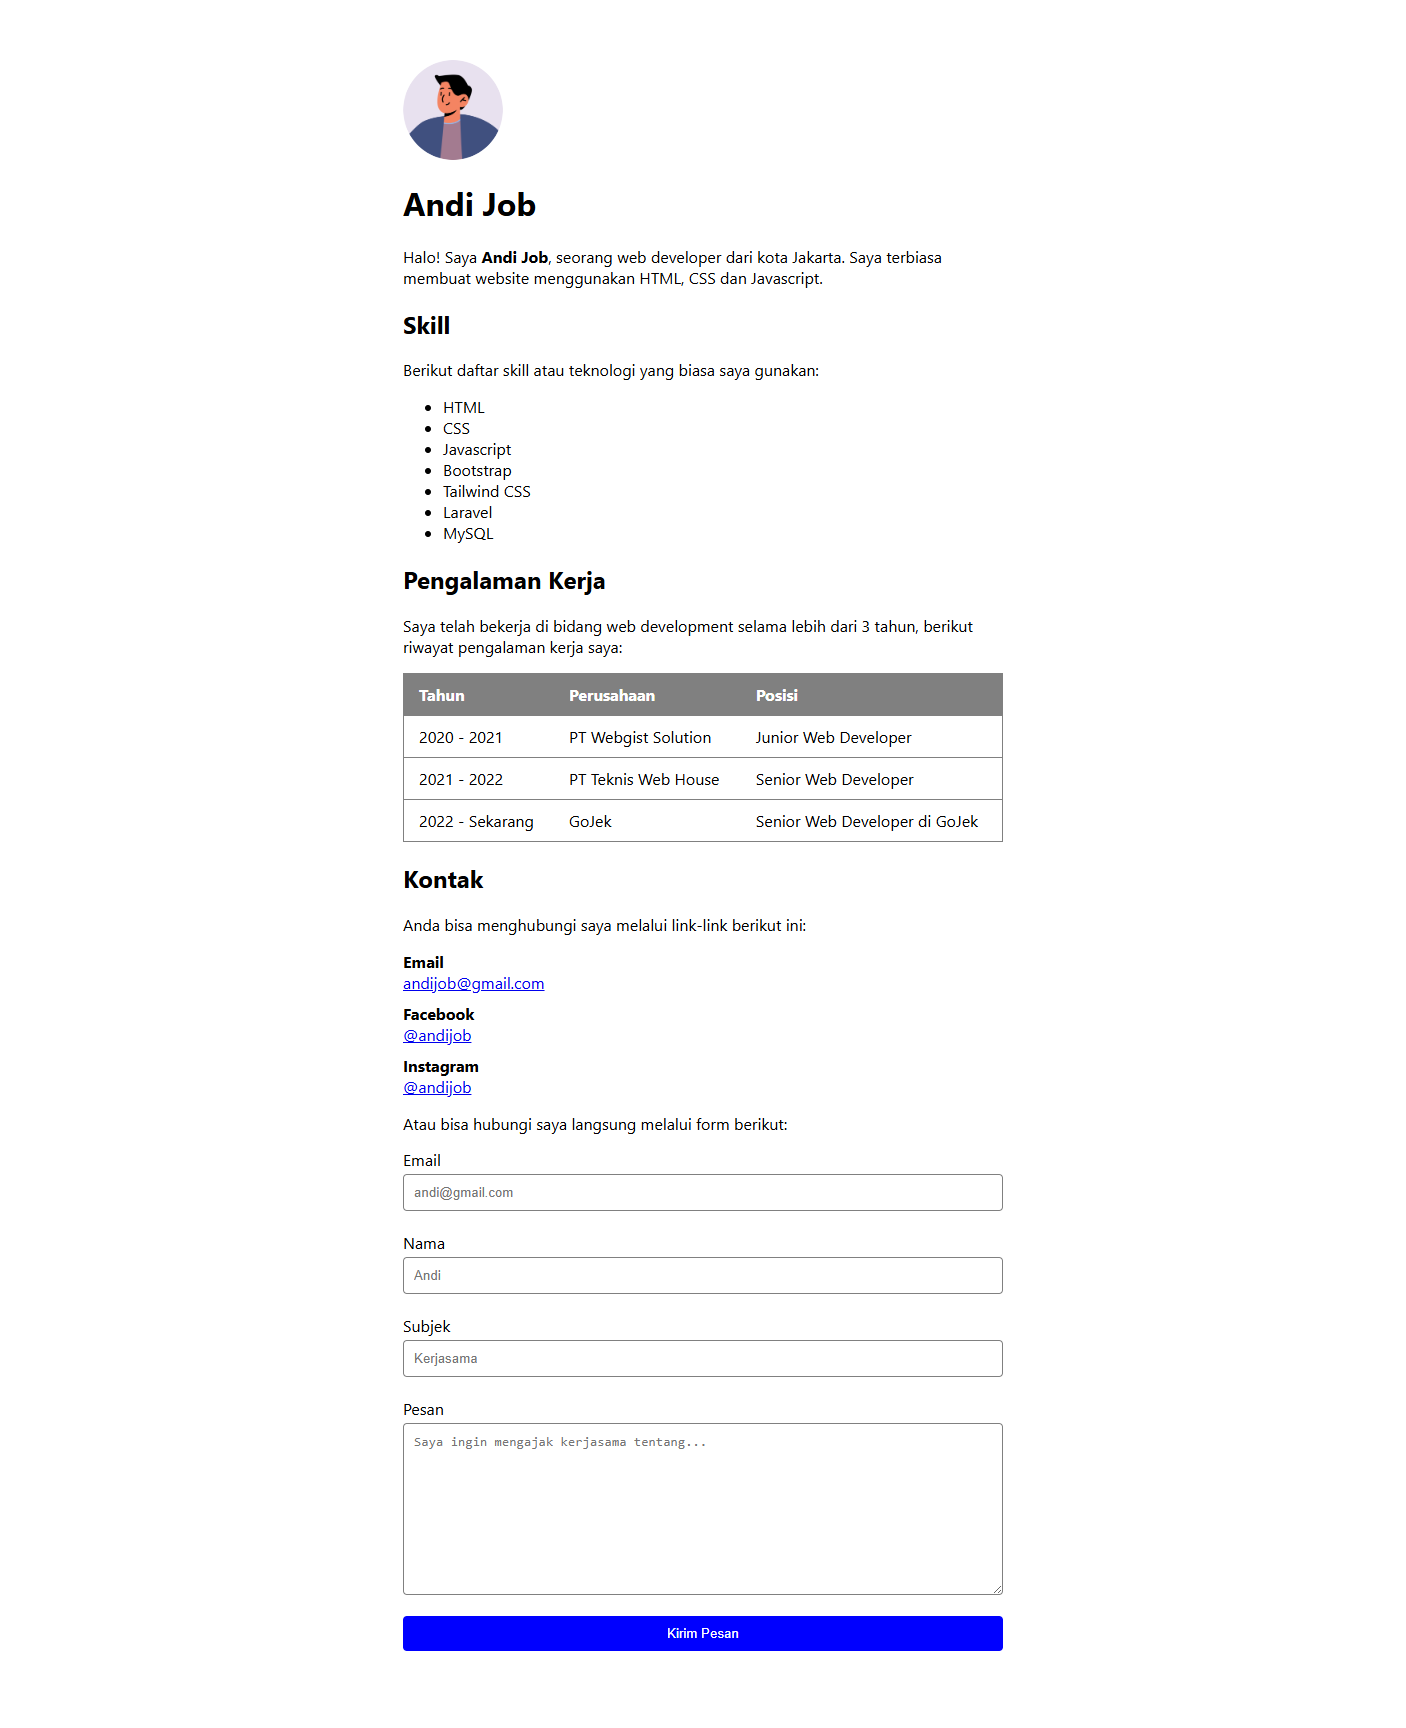 Andi Job
Halo! Saya Andi Job, seorang web developer dari kota Jakarta. Saya terbiasa
membuat website menggunakan HTML, CSS dan Javascript.
Skill
Berikut daftar skill atau teknologi yang biasa saya gunakan:
• HTML
• CSS
• Javascript
• Bootstrap
• Tailwind CSS
• Laravel
• MySQL
Pengalaman Kerja
Saya telah bekerja di bidang web development selama lebih dari 3 tahun, berikut
riwayat pengalaman kerja saya:
Tahun Perusahaan Posisi
2020 - 2021 PT Webgist Solution Junior Web Developer
2021 - 2022 PT Teknis Web House Senior Web Developer
2022 - Sekarang GoJek Senior Web Developer di GoJek
Kontak
Anda bisa menghubungi saya melalui link-link berikut ini:
Email
andijob@gmail.com
Facebook
@andijob
Instagram
@andijob
Atau bisa hubungi saya langsung melalui form berikut:
Email
andi@gmail.com
Nama
Andi
Subjek
Kerjasama
Pesan
Saya ingin mengajak kerjasama tentang...
Kirim Pesan